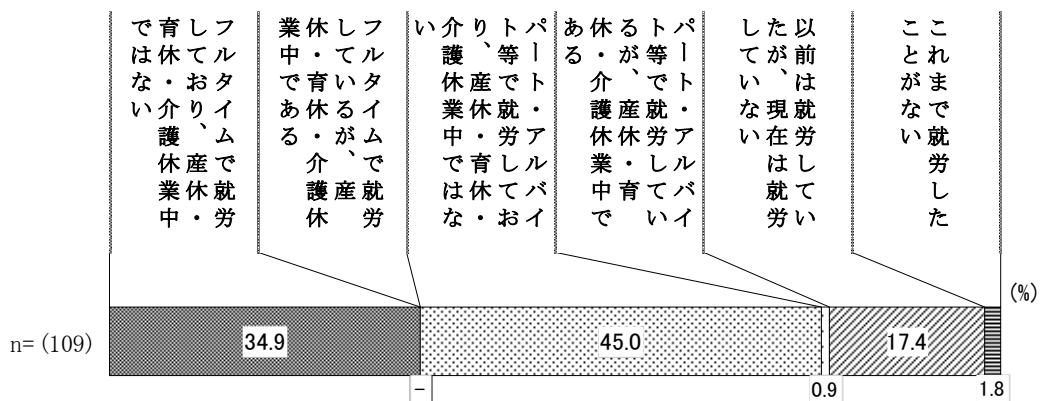 フルタイムで就労
しており、産休・
育休・介護休業中
ではない
フルタイムで就労
しているが、産
休・育休・介護休
業中である
パート・アルバイ
ト等で就労してお
り、産休・育休・
介護休業中ではな
い
パート・アルバイ
ト等で就労してい
るが、産休・育
休・介護休業中で
ある
以前は就労してい
たが、現在は就労
していない
これまで就労した
ことがない
(%)
n= (109)
34.9
-
45.0
0.9
17.4
1.8